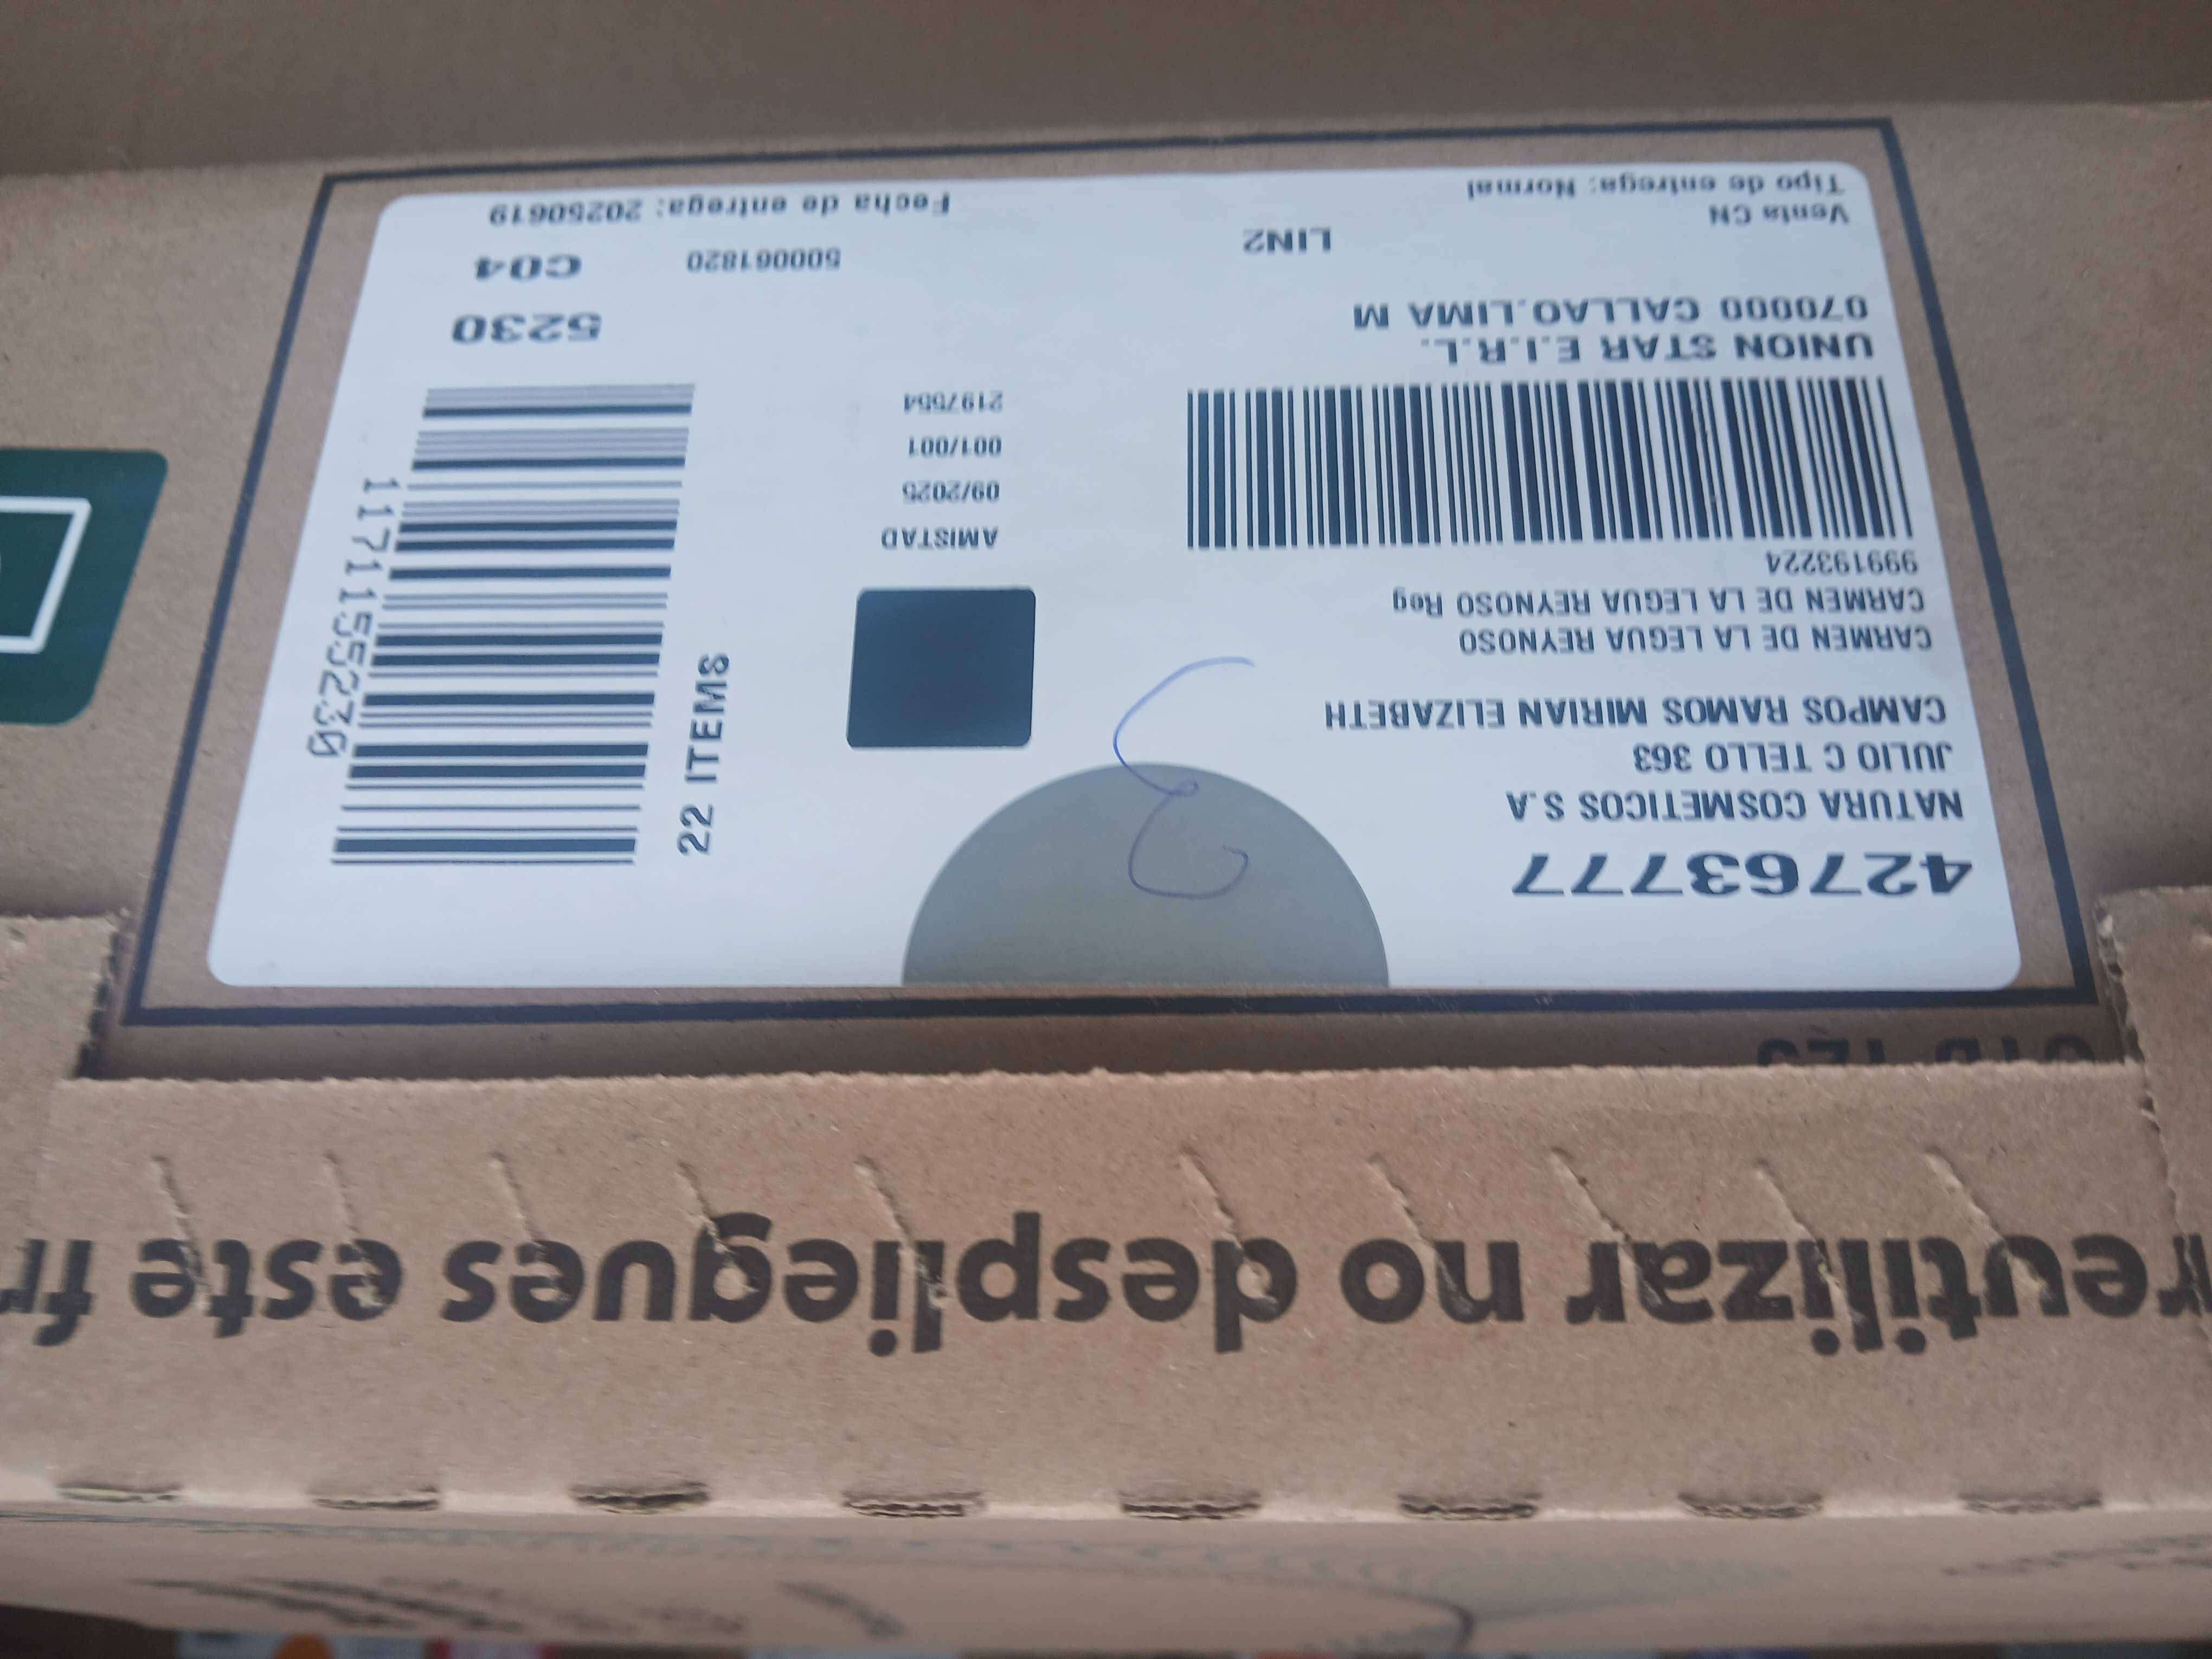 42763777
NATURA COSMETICOS S.A
JULIO C TELLO 363
CAMPOS RAMOS MIRIAN ELIZABETH
CARMEN DE LA LEGUA REYNOSO
CARMEN DE LA LEGUA REYNOSO Reg
999193224
UNION STAR E.I.R.L.
070000 CALLAO.LIMA M
LIN2
Venta CN
Tipo de entrega: Normal
AMISTAD
09/2025
001/001
2197554
22 ITEMS
1171155230
5230
500061820 C04
Fecha de entrega: 20250619
reutilizar no despliegues este